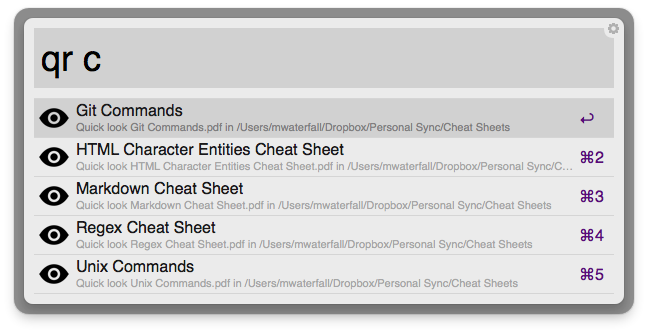 qr c
Git Commands
Quick look Git Commands.pdf in /Users/mwaterfall/Dropbox/Personal Sync/Cheat Sheets
↩
HTML Character Entities Cheat Sheet
Quick look HTML Character Entities Cheat Sheet.pdf in /Users/mwaterfall/Dropbox/Personal Sync/C...
⌘2
Markdown Cheat Sheet
Quick look Markdown Cheat Sheet.pdf in /Users/mwaterfall/Dropbox/Personal Sync/Cheat Sheets
⌘3
Regex Cheat Sheet
Quick look Regex Cheat Sheet.pdf in /Users/mwaterfall/Dropbox/Personal Sync/Cheat Sheets
⌘4
Unix Commands
Quick look Unix Commands.pdf in /Users/mwaterfall/Dropbox/Personal Sync/Cheat Sheets
⌘5